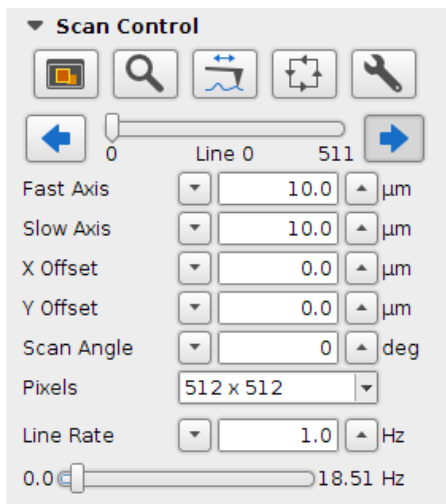 Scan Control
0 Line 0 511
Fast Axis 10.0 µm
Slow Axis 10.0 µm
X Offset 0.0 µm
Y Offset 0.0 µm
Scan Angle 0 deg
Pixels 512 x 512
Line Rate 1.0 Hz
0.0 18.51 Hz